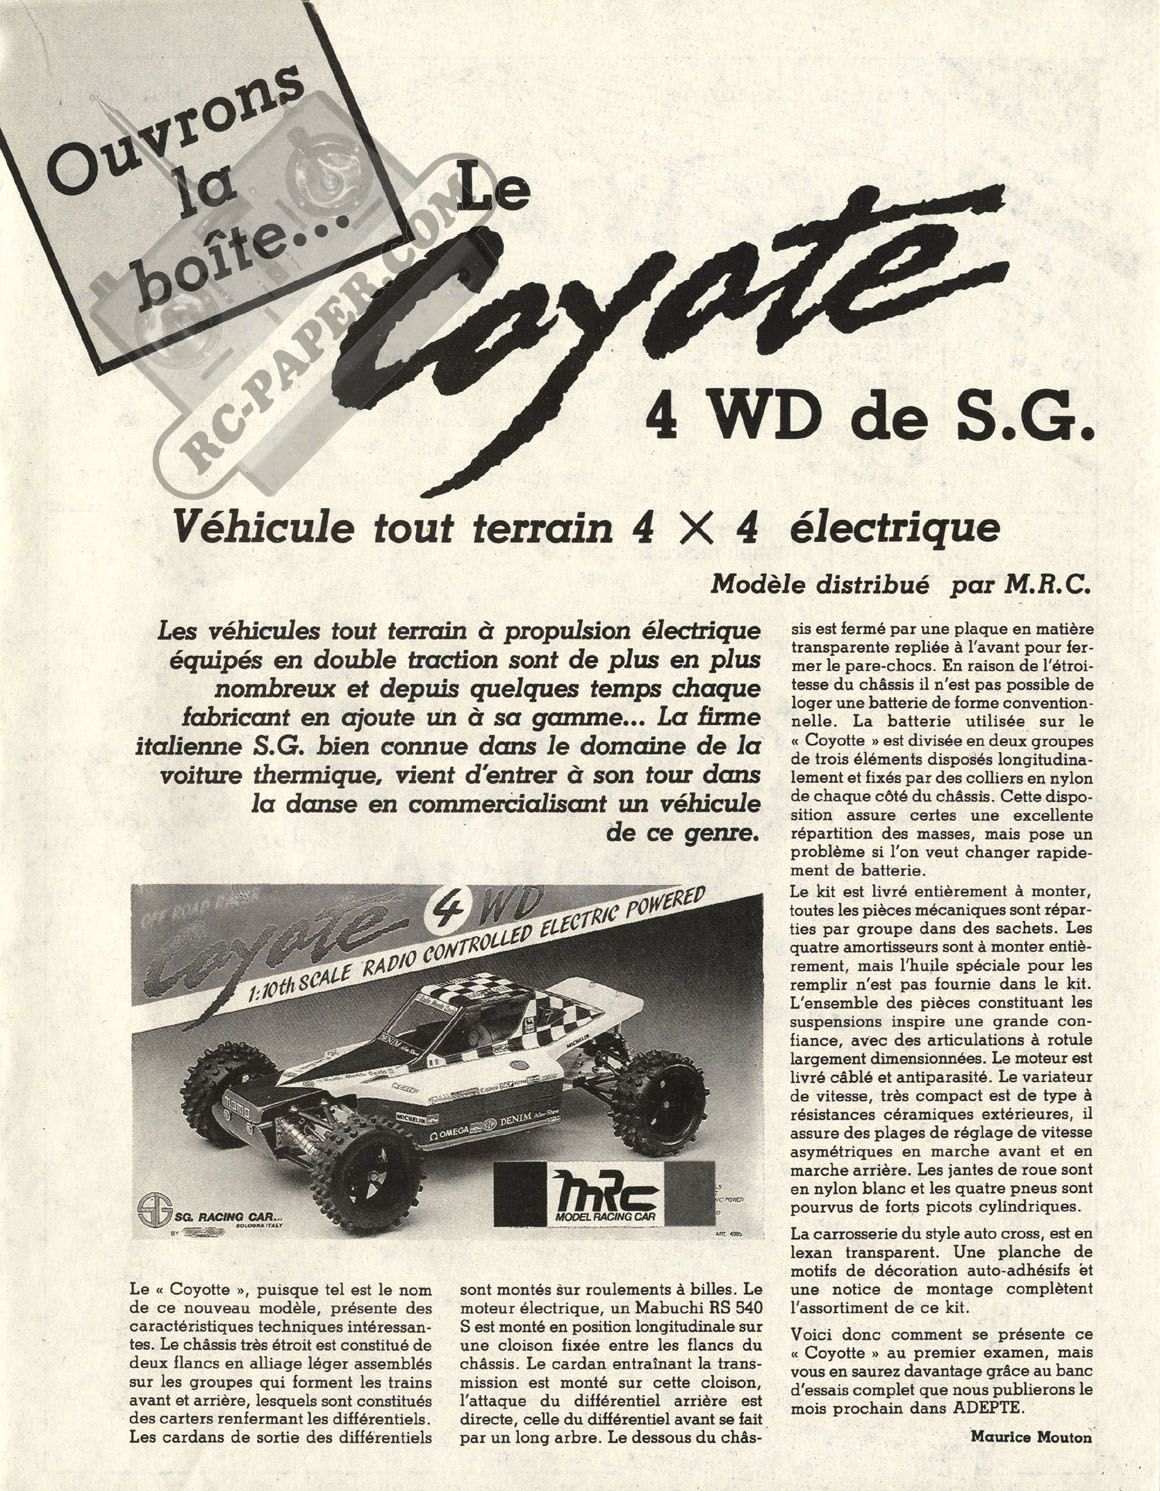 Ouvrons
la
boîte...
RC-PAPER.COM
Le
Coyote
4 WD de S.G.
Véhicule tout terrain 4 × 4 électrique
Modèle distribué par M.R.C.
Les véhicules tout terrain à propulsion électrique
équipés en double traction sont de plus en plus
nombreux et depuis quelques temps chaque
fabricant en ajoute un à sa gamme... La firme
italienne S.G. bien connue dans le domaine de la
voiture thermique, vient d'entrer à son tour dans
la danse en commercialisant un véhicule
de ce genre.
OFF ROAD RACER
Coyote 4 WD
1:10th SCALE RADIO CONTROLLED ELECTRIC POWERED
DENIM
MICHELIN
momo
MICHELIN
Ω OMEGA
STP
DENIM After Shave
SG
SG. RACING CAR...
BOLOGNA ITALY
BY
MRC
MODEL RACING CAR
ART. 4985
Le « Coyotte », puisque tel est le nom
de ce nouveau modèle, présente des
caractéristiques techniques intéressan-
tes. Le châssis très étroit est constitué de
deux flancs en alliage léger assemblés
sur les groupes qui forment les trains
avant et arrière, lesquels sont constitués
des carters renfermant les différentiels.
Les cardans de sortie des différentiels
sont montés sur roulements à billes. Le
moteur électrique, un Mabuchi RS 540
S est monté en position longitudinale sur
une cloison fixée entre les flancs du
châssis. Le cardan entraînant la trans-
mission est monté sur cette cloison,
l'attaque du différentiel arrière est
directe, celle du différentiel avant se fait
par un long arbre. Le dessous du châs-
sis est fermé par une plaque en matière
transparente repliée à l'avant pour fer-
mer le pare-chocs. En raison de l'étroi-
tesse du châssis il n'est pas possible de
loger une batterie de forme convention-
nelle. La batterie utilisée sur le
« Coyotte » est divisée en deux groupes
de trois éléments disposés longitudina-
lement et fixés par des colliers en nylon
de chaque côté du châssis. Cette dispo-
sition assure certes une excellente
répartition des masses, mais pose un
problème si l'on veut changer rapide-
ment de batterie.
Le kit est livré entièrement à monter,
toutes les pièces mécaniques sont répar-
ties par groupe dans des sachets. Les
quatre amortisseurs sont à monter entiè-
rement, mais l'huile spéciale pour les
remplir n'est pas fournie dans le kit.
L'ensemble des pièces constituant les
suspensions inspire une grande con-
fiance, avec des articulations à rotule
largement dimensionnées. Le moteur est
livré câblé et antiparasité. Le variateur
de vitesse, très compact est de type à
résistances céramiques extérieures, il
assure des plages de réglage de vitesse
asymétriques en marche avant et en
marche arrière. Les jantes de roue sont
en nylon blanc et les quatre pneus sont
pourvus de forts picots cylindriques.
La carrosserie du style auto cross, est en
lexan transparent. Une planche de
motifs de décoration auto-adhésifs et
une notice de montage complètent
l'assortiment de ce kit.
Voici donc comment se présente ce
« Coyotte » au premier examen, mais
vous en saurez davantage grâce au banc
d'essais complet que nous publierons le
mois prochain dans ADEPTE.
Maurice Mouton